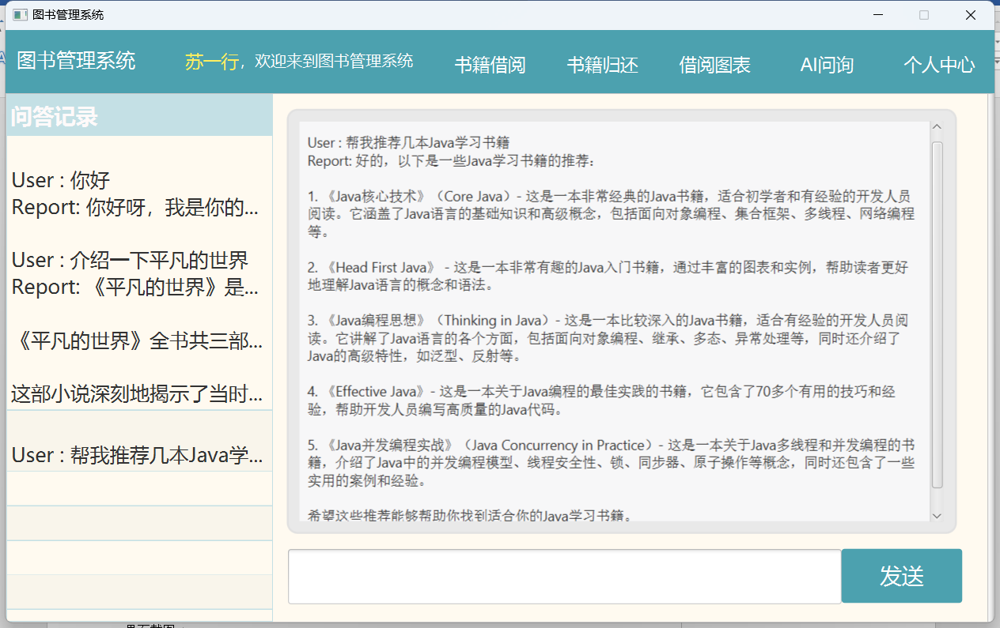 图书管理系统
图书管理系统
苏一行，欢迎来到图书管理系统
书籍借阅
书籍归还
借阅图表
AI问询
个人中心
问答记录
User : 你好
Report: 你好呀，我是你的...
User : 介绍一下平凡的世界
Report: 《平凡的世界》是...
《平凡的世界》全书共三部...
这部小说深刻地揭示了当时...
User : 帮我推荐几本Java学...
User : 帮我推荐几本Java学习书籍
Report: 好的，以下是一些Java学习书籍的推荐：
1. 《Java核心技术》（Core Java）- 这是一本非常经典的Java书籍，适合初学者和有经验的开发人员
阅读。它涵盖了Java语言的基础知识和高级概念，包括面向对象编程、集合框架、多线程、网络编程
等。
2. 《Head First Java》 - 这是一本非常有趣的Java入门书籍，通过丰富的图表和实例，帮助读者更好
地理解Java语言的概念和语法。
3. 《Java编程思想》（Thinking in Java）- 这是一本比较深入的Java书籍，适合有经验的开发人员阅
读。它讲解了Java语言的各个方面，包括面向对象编程、继承、多态、异常处理等，同时还介绍了
Java的高级特性，如泛型、反射等。
4. 《Effective Java》- 这是一本关于Java编程的最佳实践的书籍，它包含了70多个有用的技巧和经
验，帮助开发人员编写高质量的Java代码。
5. 《Java并发编程实战》（Java Concurrency in Practice）- 这是一本关于Java多线程和并发编程的书
籍，介绍了Java中的并发编程模型、线程安全性、锁、同步器、原子操作等概念，同时还包含了一些
实用的案例和经验。
希望这些推荐能够帮助你找到适合你的Java学习书籍。
发送